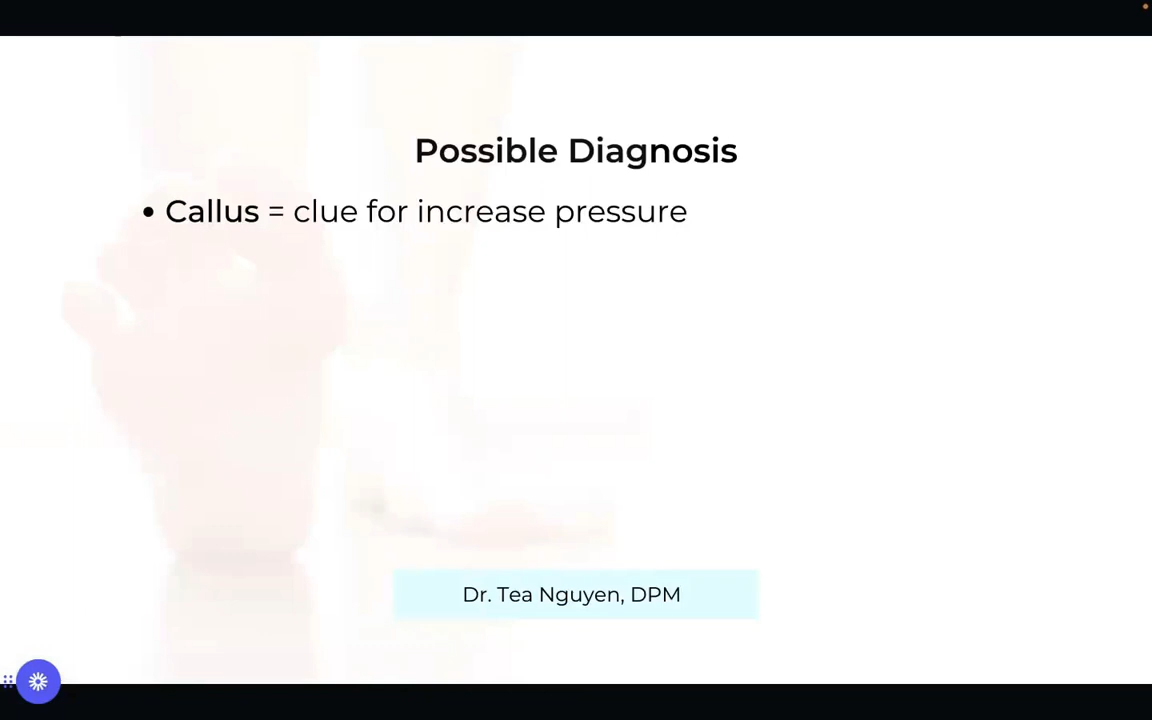 Possible Diagnosis
• Callus = clue for increase pressure
Dr. Tea Nguyen, DPM